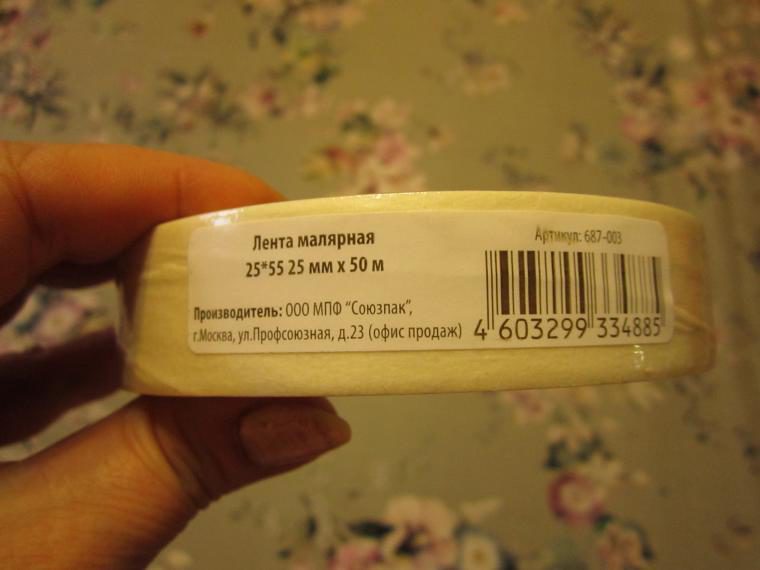 Лента малярная
25*55 25 мм х 50 м
Производитель: ООО МПФ “Союзпак”,
г.Москва, ул.Профсоюзная, д.23 (офис продаж)
Артикул: 687-003
4 603299 334885